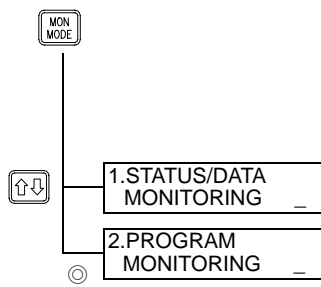 MON
MODE
1.STATUS/DATA
MONITORING _
2.PROGRAM
MONITORING _